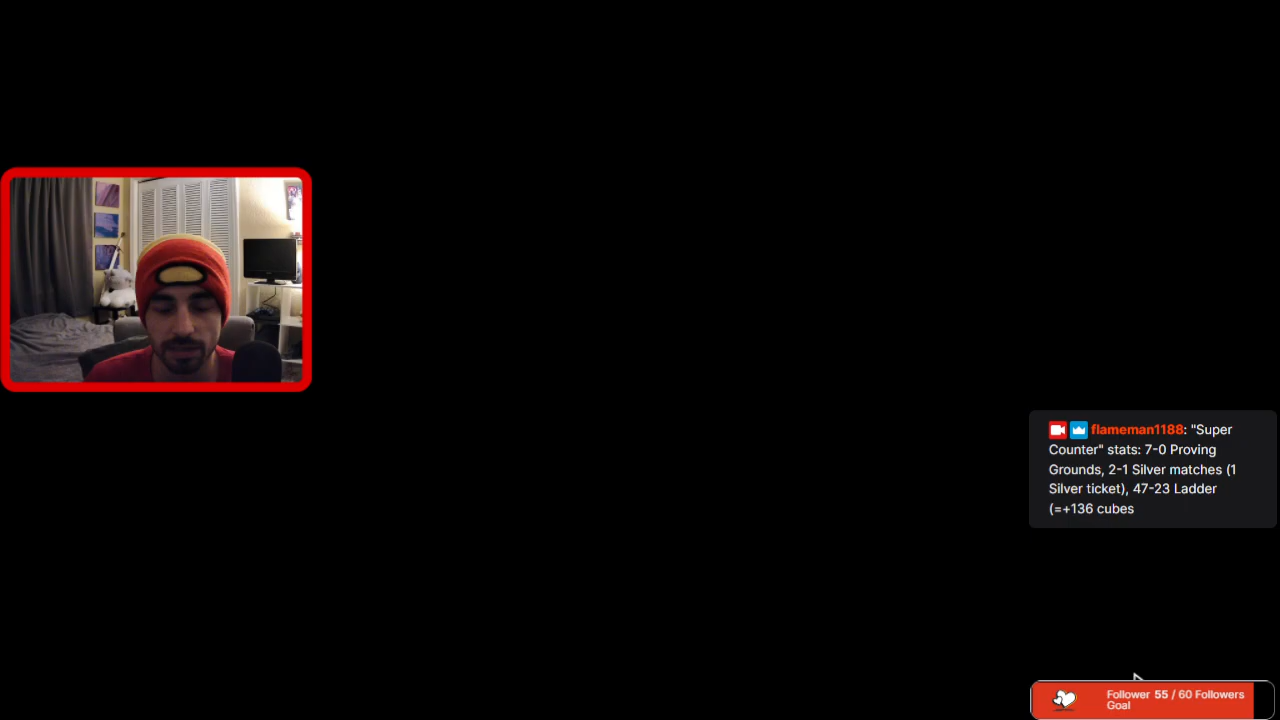 flameman1188: "Super
Counter" stats: 7-0 Proving
Grounds, 2-1 Silver matches (1
Silver ticket), 47-23 Ladder
(=+136 cubes
Follower 55 / 60 Followers
Goal